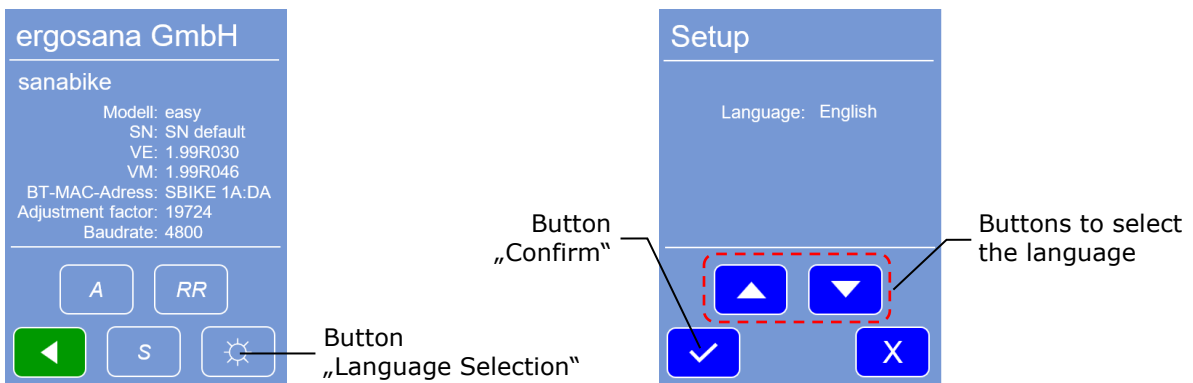 ergosana GmbH
sanabike
Modell: easy
SN: SN default
VE: 1.99R030
VM: 1.99R046
BT-MAC-Adress: SBIKE 1A:DA
Adjustment factor: 19724
Baudrate: 4800
A RR
S
Button
„Language Selection“
Setup
Language: English
Button
„Confirm“
Buttons to select
the language
X